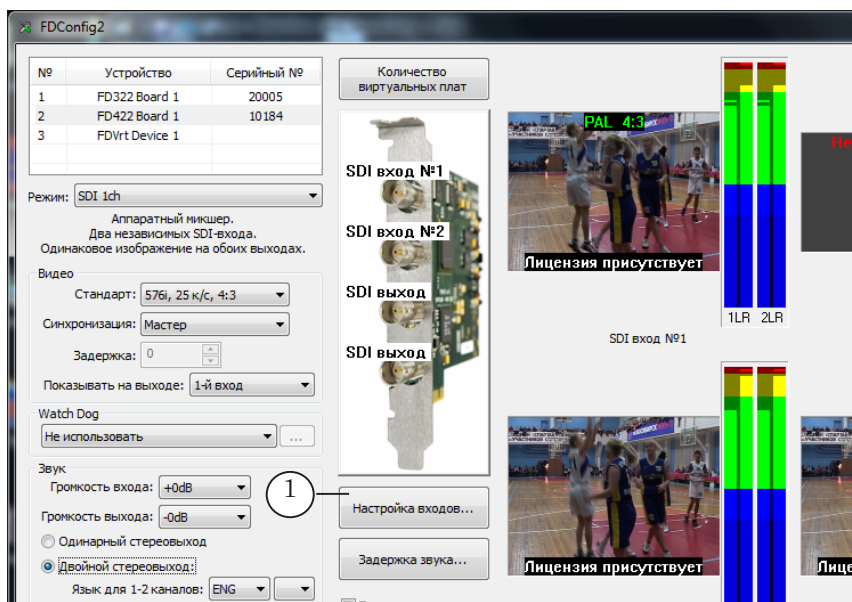 FDConfig2
№ Устройство Серийный №
1 FD322 Board 1 20005
2 FD422 Board 1 10184
3 FDVrt Device 1
Режим: SDI 1ch
Аппаратный микшер.
Два независимых SDI-входа.
Одинаковое изображение на обоих выходах.
Видео
Стандарт: 576i, 25 к/с, 4:3
Синхронизация: Мастер
Задержка: 0
Показывать на выходе: 1-й вход
Watch Dog
Не использовать ...
Звук
Громкость входа: +0dB
Громкость выхода: -0dB
Одинарный стереовыход
Двойной стереовыход:
Язык для 1-2 каналов: ENG
Количество
виртуальных плат
SDI вход №1
SDI вход №2
SDI выход
SDI выход
1
Настройка входов...
Задержка звука...
PAL 4:3
Лицензия присутствует
1LR 2LR
SDI вход №1
Не
Лицензия присутствует
Лице